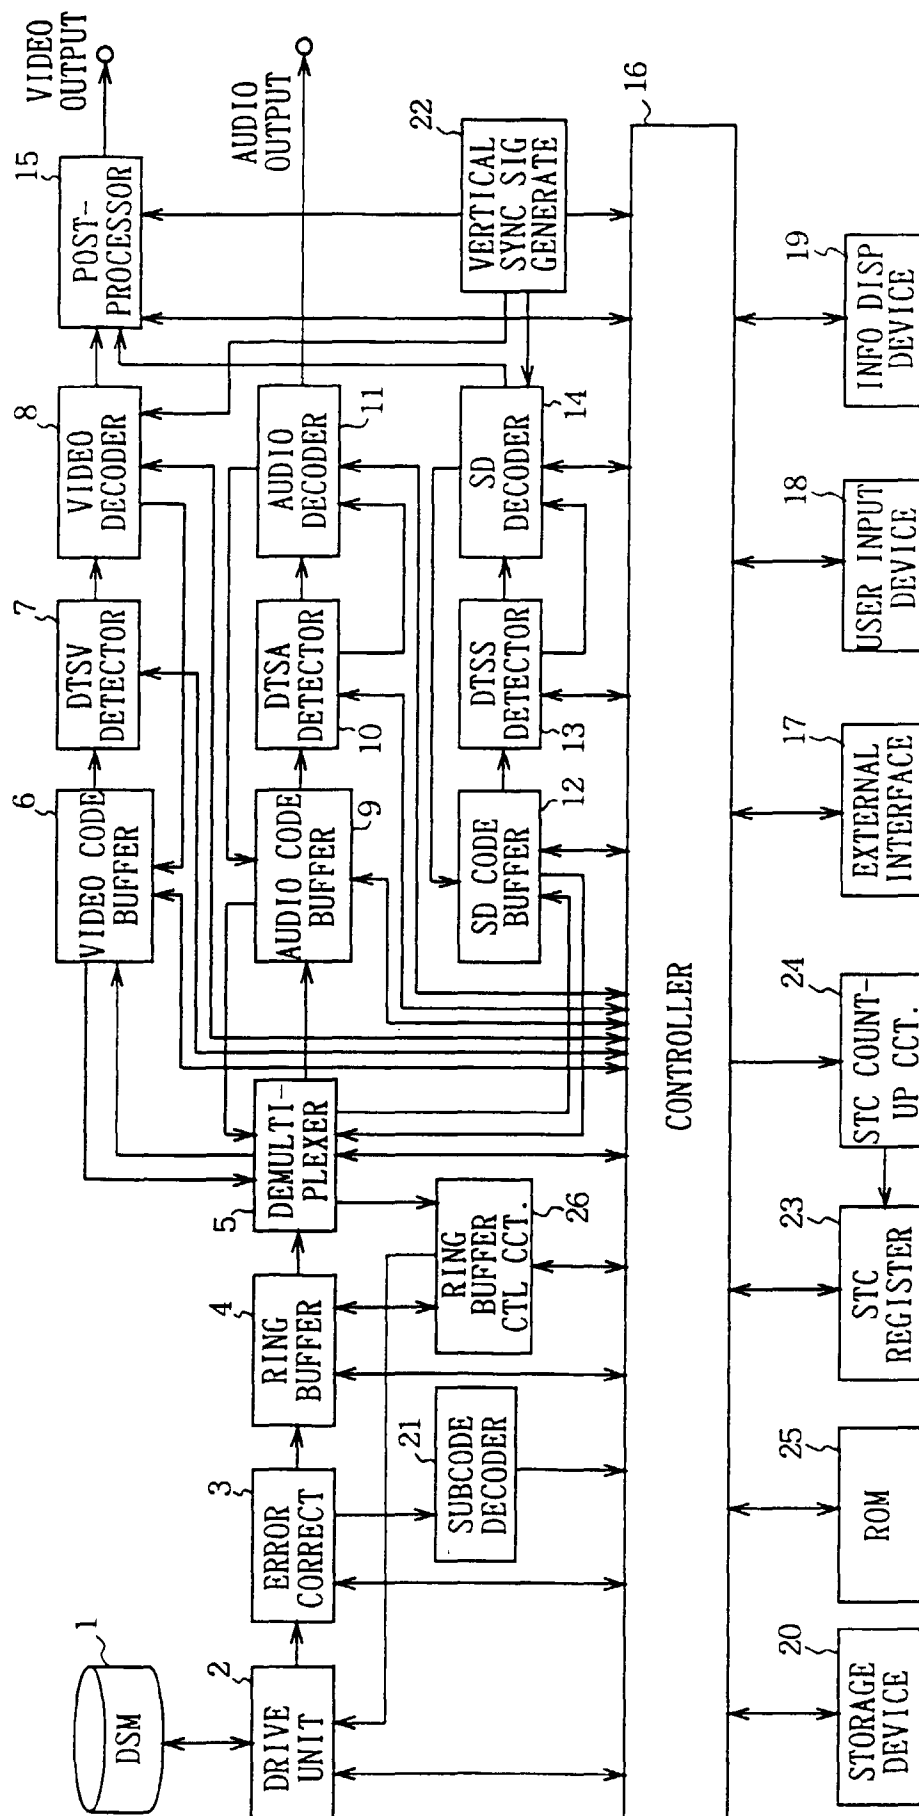 1
DSM
2
DRIVE
UNIT
3
ERROR
CORRECT
4
RING
BUFFER
5
DEMULTI-
PLEXER
6
VIDEO CODE
BUFFER
7
DTSV
DETECTOR
8
VIDEO
DECODER
15
POST-
PROCESSOR
VIDEO
OUTPUT
9
AUDIO CODE
BUFFER
10
DTSA
DETECTOR
11
AUDIO
DECODER
AUDIO
OUTPUT
12
SD CODE
BUFFER
13
DTSS
DETECTOR
14
SD
DECODER
22
VERTICAL
SYNC SIG
GENERATE
21
SUBCODE
DECODER
26
RING
BUFFER
CTL CCT.
16
CONTROLLER
20
STORAGE
DEVICE
25
ROM
23
STC
REGISTER
24
STC COUNT-
UP CCT.
17
EXTERNAL
INTERFACE
18
USER INPUT
DEVICE
19
INFO DISP
DEVICE